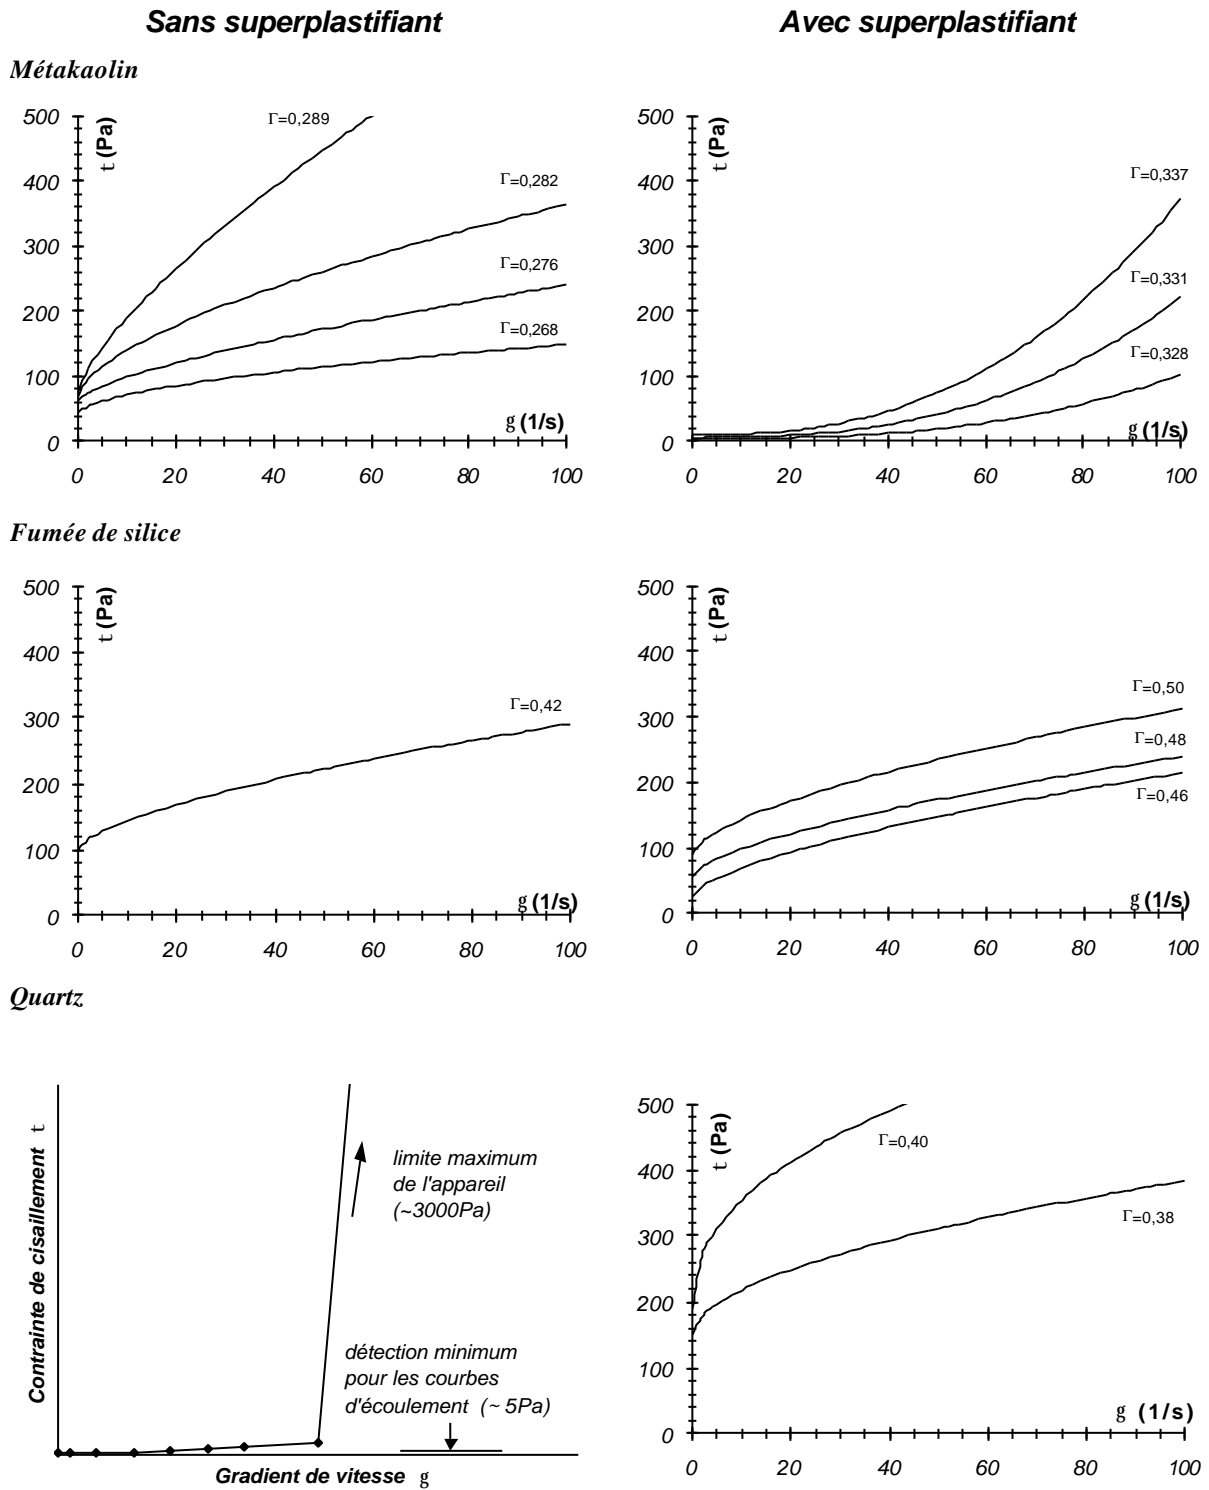 Sans superplastifiant
Avec superplastifiant
Métakaolin
500
400
300
200
100
0
t (Pa)
Γ=0,289
Γ=0,282
Γ=0,276
Γ=0,268
g (1/s)
0 20 40 60 80 100
500
400
300
200
100
0
t (Pa)
Γ=0,337
Γ=0,331
Γ=0,328
g (1/s)
0 20 40 60 80 100
Fumée de silice
500
400
300
200
100
0
t (Pa)
Γ=0,42
g (1/s)
0 20 40 60 80 100
500
400
300
200
100
0
t (Pa)
Γ=0,50
Γ=0,48
Γ=0,46
g (1/s)
0 20 40 60 80 100
Quartz
Contrainte de cisaillement t
limite maximum
de l'appareil
(~3000Pa)
détection minimum
pour les courbes
d'écoulement (~ 5Pa)
Gradient de vitesse g
500
400
300
200
100
0
t (Pa)
Γ=0,40
Γ=0,38
g (1/s)
0 20 40 60 80 100